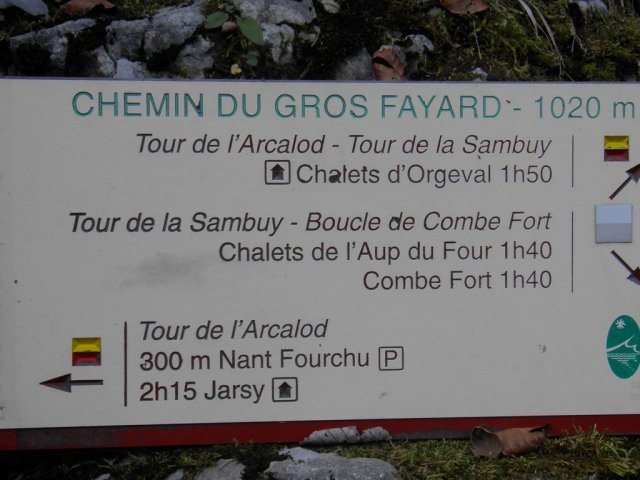 CHEMIN DU GROS FAYARD - 1020 m
Tour de l'Arcalod - Tour de la Sambuy
Chalets d'Orgeval 1h50
Tour de la Sambuy - Boucle de Combe Fort
Chalets de l'Aup du Four 1h40
Combe Fort 1h40
Tour de l'Arcalod
300 m Nant Fourchu P
2h15 Jarsy